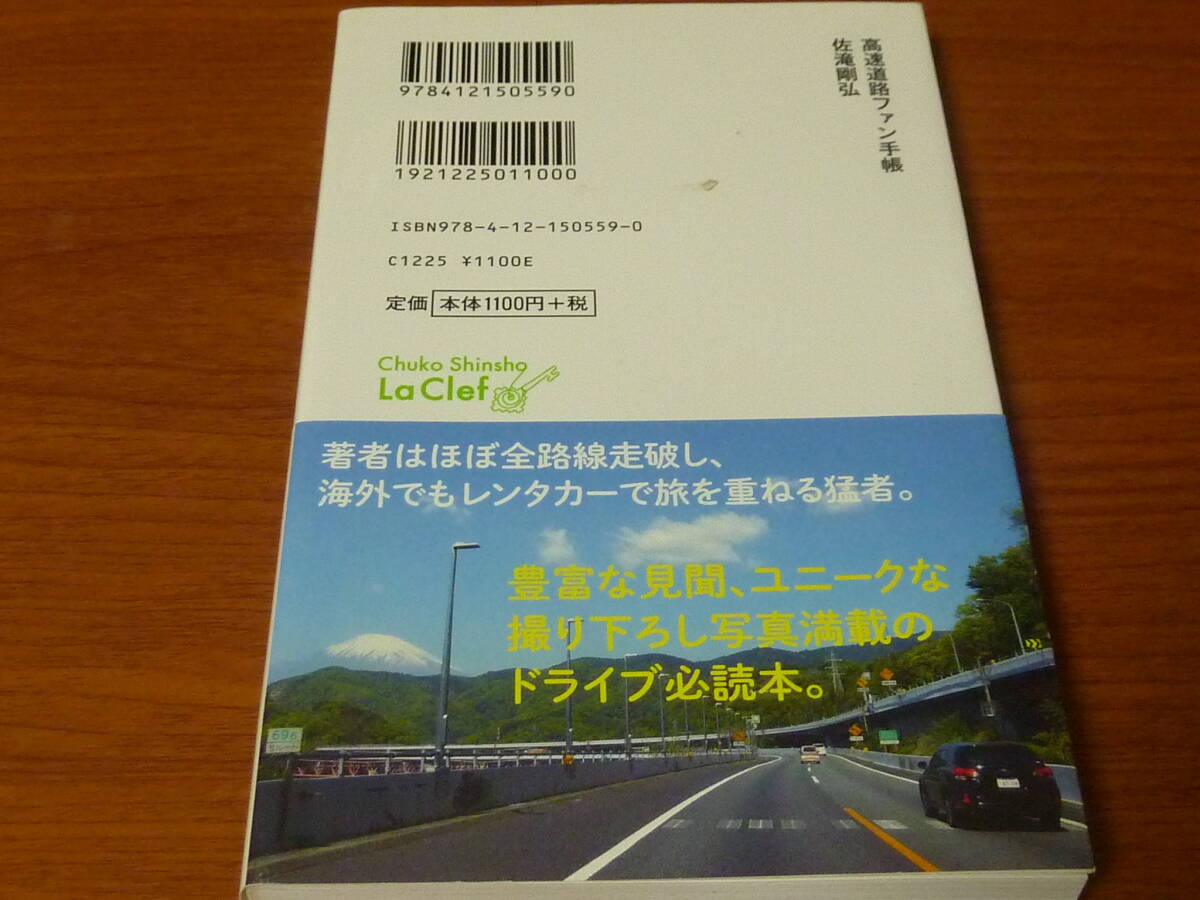 高速道路ファン手帳
佐滝剛弘
9784121505590
1921225011000
ISBN978-4-12-150559-0
C1225 ¥1100E
定価 本体1100円+税
Chuko Shinsho
La Clef
著者はほぼ全路線走破し、
海外でもレンタカーで旅を重ねる猛者。
豊富な見聞、ユニークな
撮り下ろし写真満載の
ドライブ必読本。
69.6